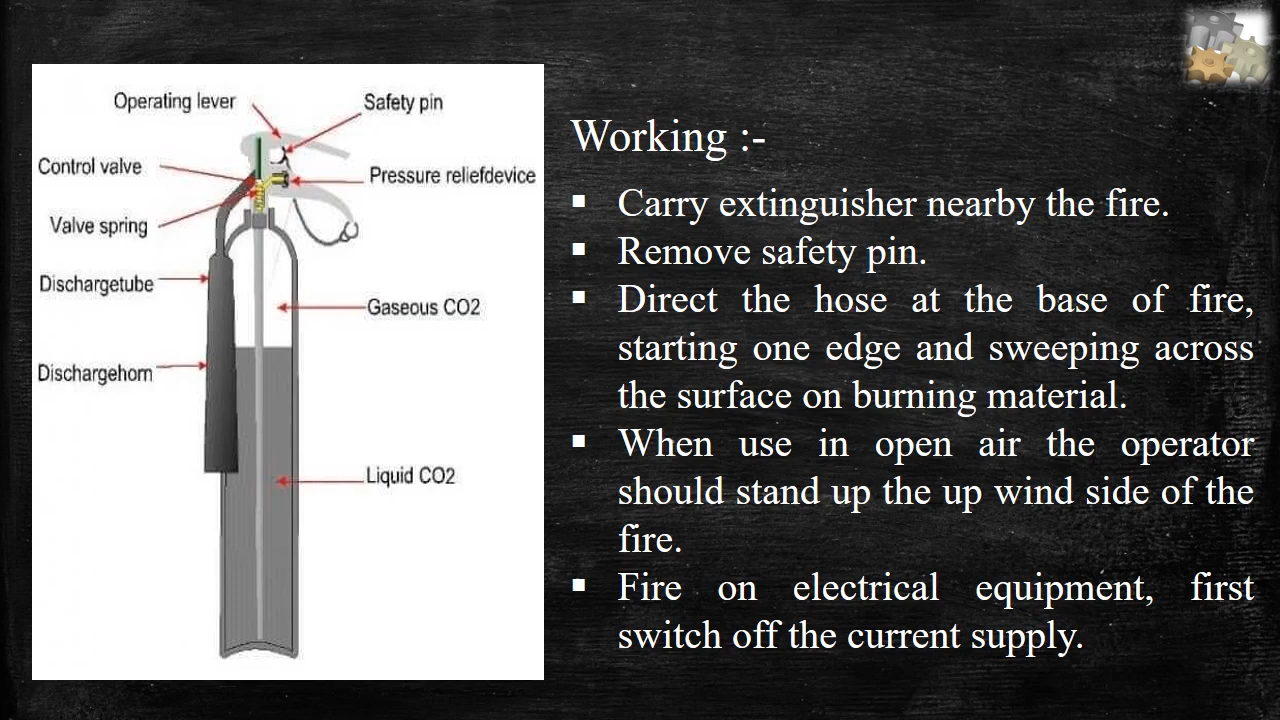 Operating lever
Safety pin
Control valve
Pressure reliefdevice
Valve spring
Dischargetube
Gaseous CO2
Dischargehorn
Liquid CO2
Working :-
▪ Carry extinguisher nearby the fire.
▪ Remove safety pin.
▪ Direct the hose at the base of fire,
starting one edge and sweeping across
the surface on burning material.
▪ When use in open air the operator
should stand up the up wind side of the
fire.
▪ Fire on electrical equipment, first
switch off the current supply.